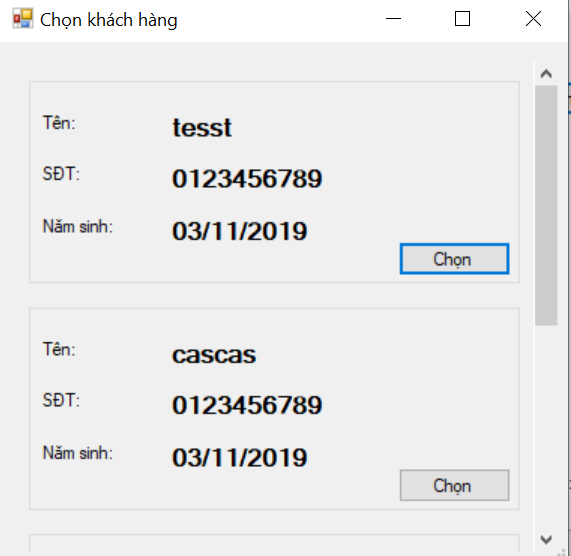 Chọn khách hàng
Tên: tesst
SĐT: 0123456789
Năm sinh: 03/11/2019
Chọn
Tên: cascas
SĐT: 0123456789
Năm sinh: 03/11/2019
Chọn